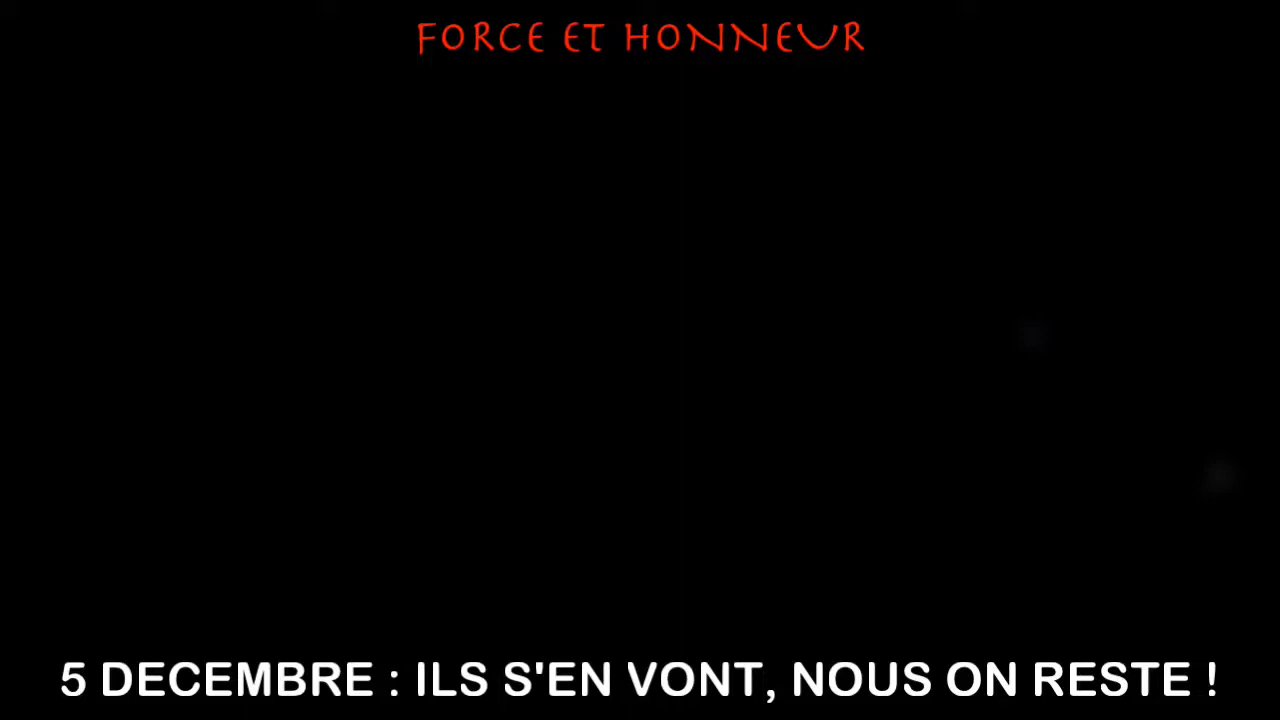 FORCE ET HONNEUR
5 DECEMBRE : ILS S'EN VONT, NOUS ON RESTE !